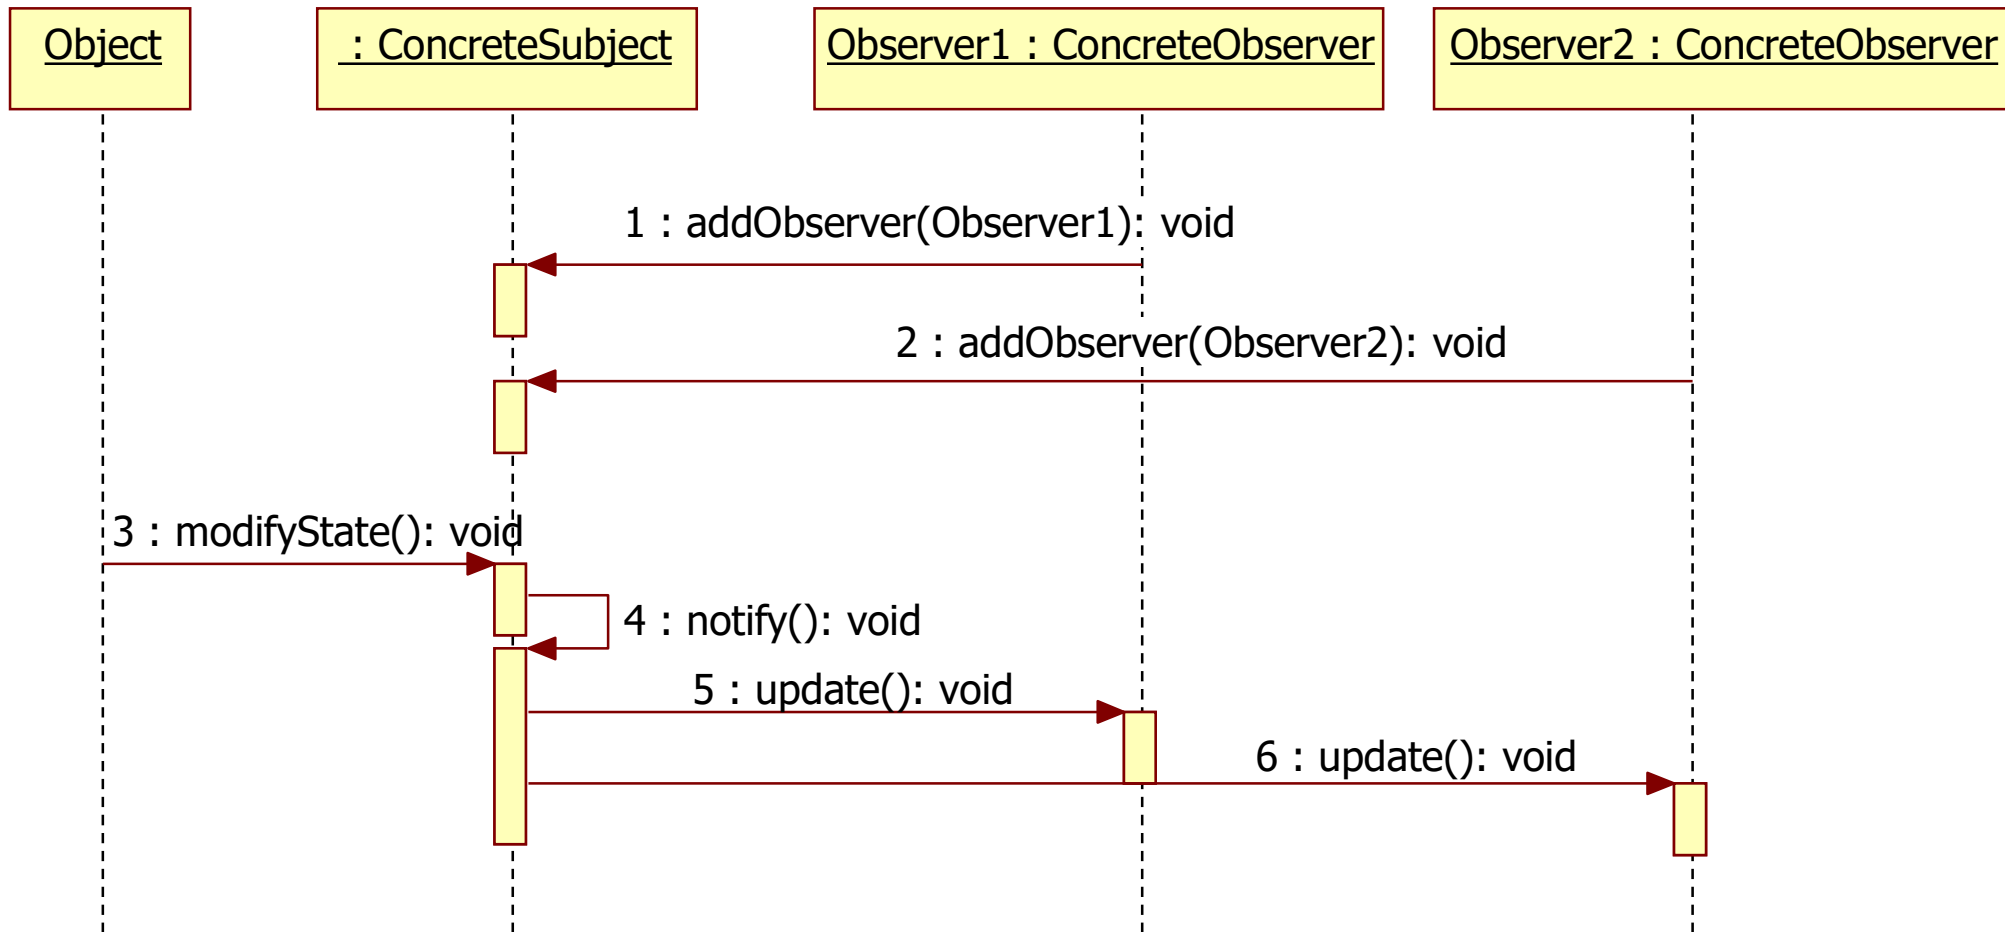 Object
: ConcreteSubject
Observer1 : ConcreteObserver
Observer2 : ConcreteObserver
1 : addObserver(Observer1): void
2 : addObserver(Observer2): void
3 : modifyState(): void
4 : notify(): void
5 : update(): void
6 : update(): void